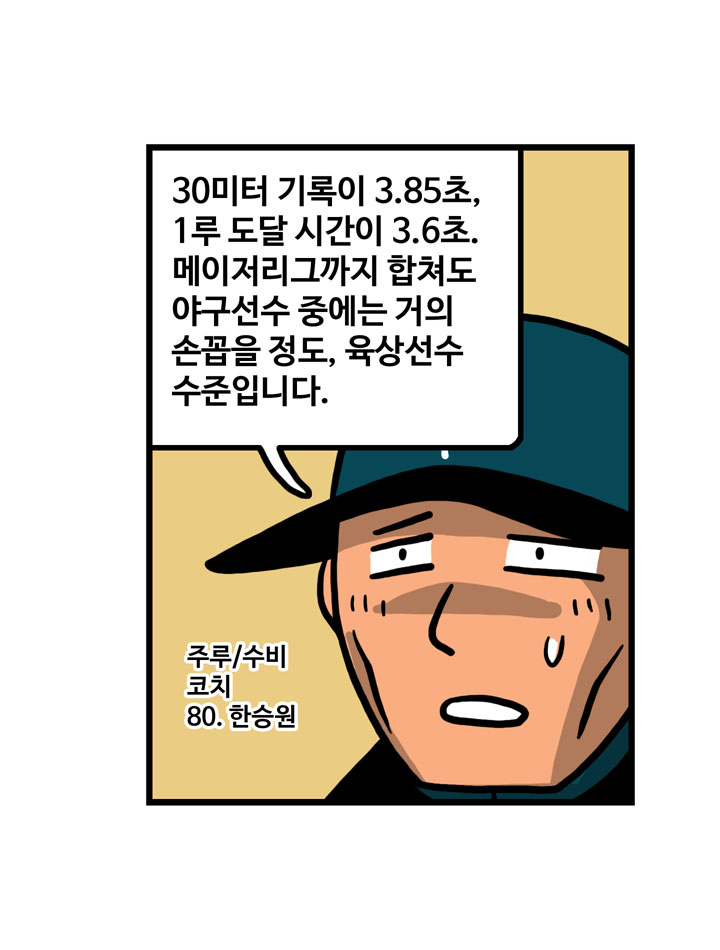 30미터 기록이 3.85초,
1루 도달 시간이 3.6초.
메이저리그까지 합쳐도
야구선수 중에는 거의
손꼽을 정도, 육상선수
수준입니다.
주루/수비
코치
80. 한승원